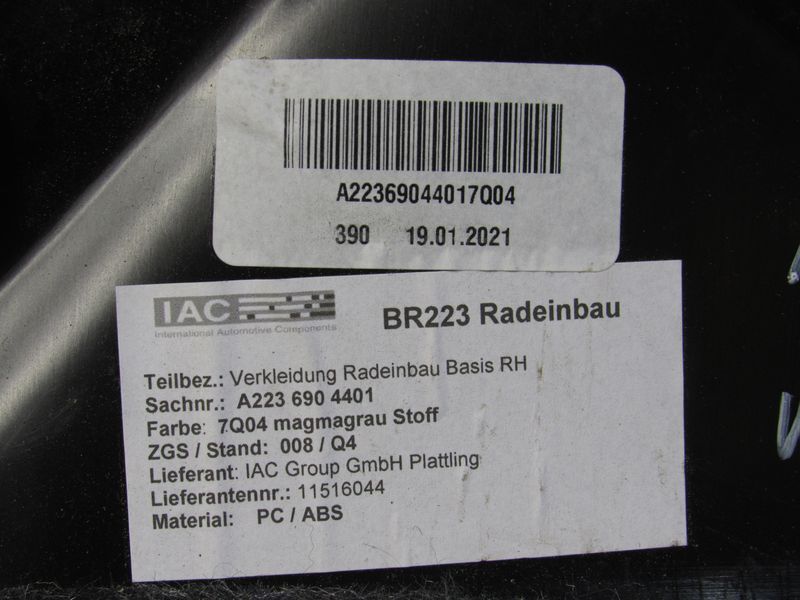 A22369044017Q04
390 19.01.2021
IAC
International Automotive Components
BR223 Radeinbau
Teilbez.: Verkleidung Radeinbau Basis RH
Sachnr.: A223 690 4401
Farbe: 7Q04 magmagrau Stoff
ZGS / Stand: 008 / Q4
Lieferant: IAC Group GmbH Plattling
Lieferantennr.: 11516044
Material: PC / ABS